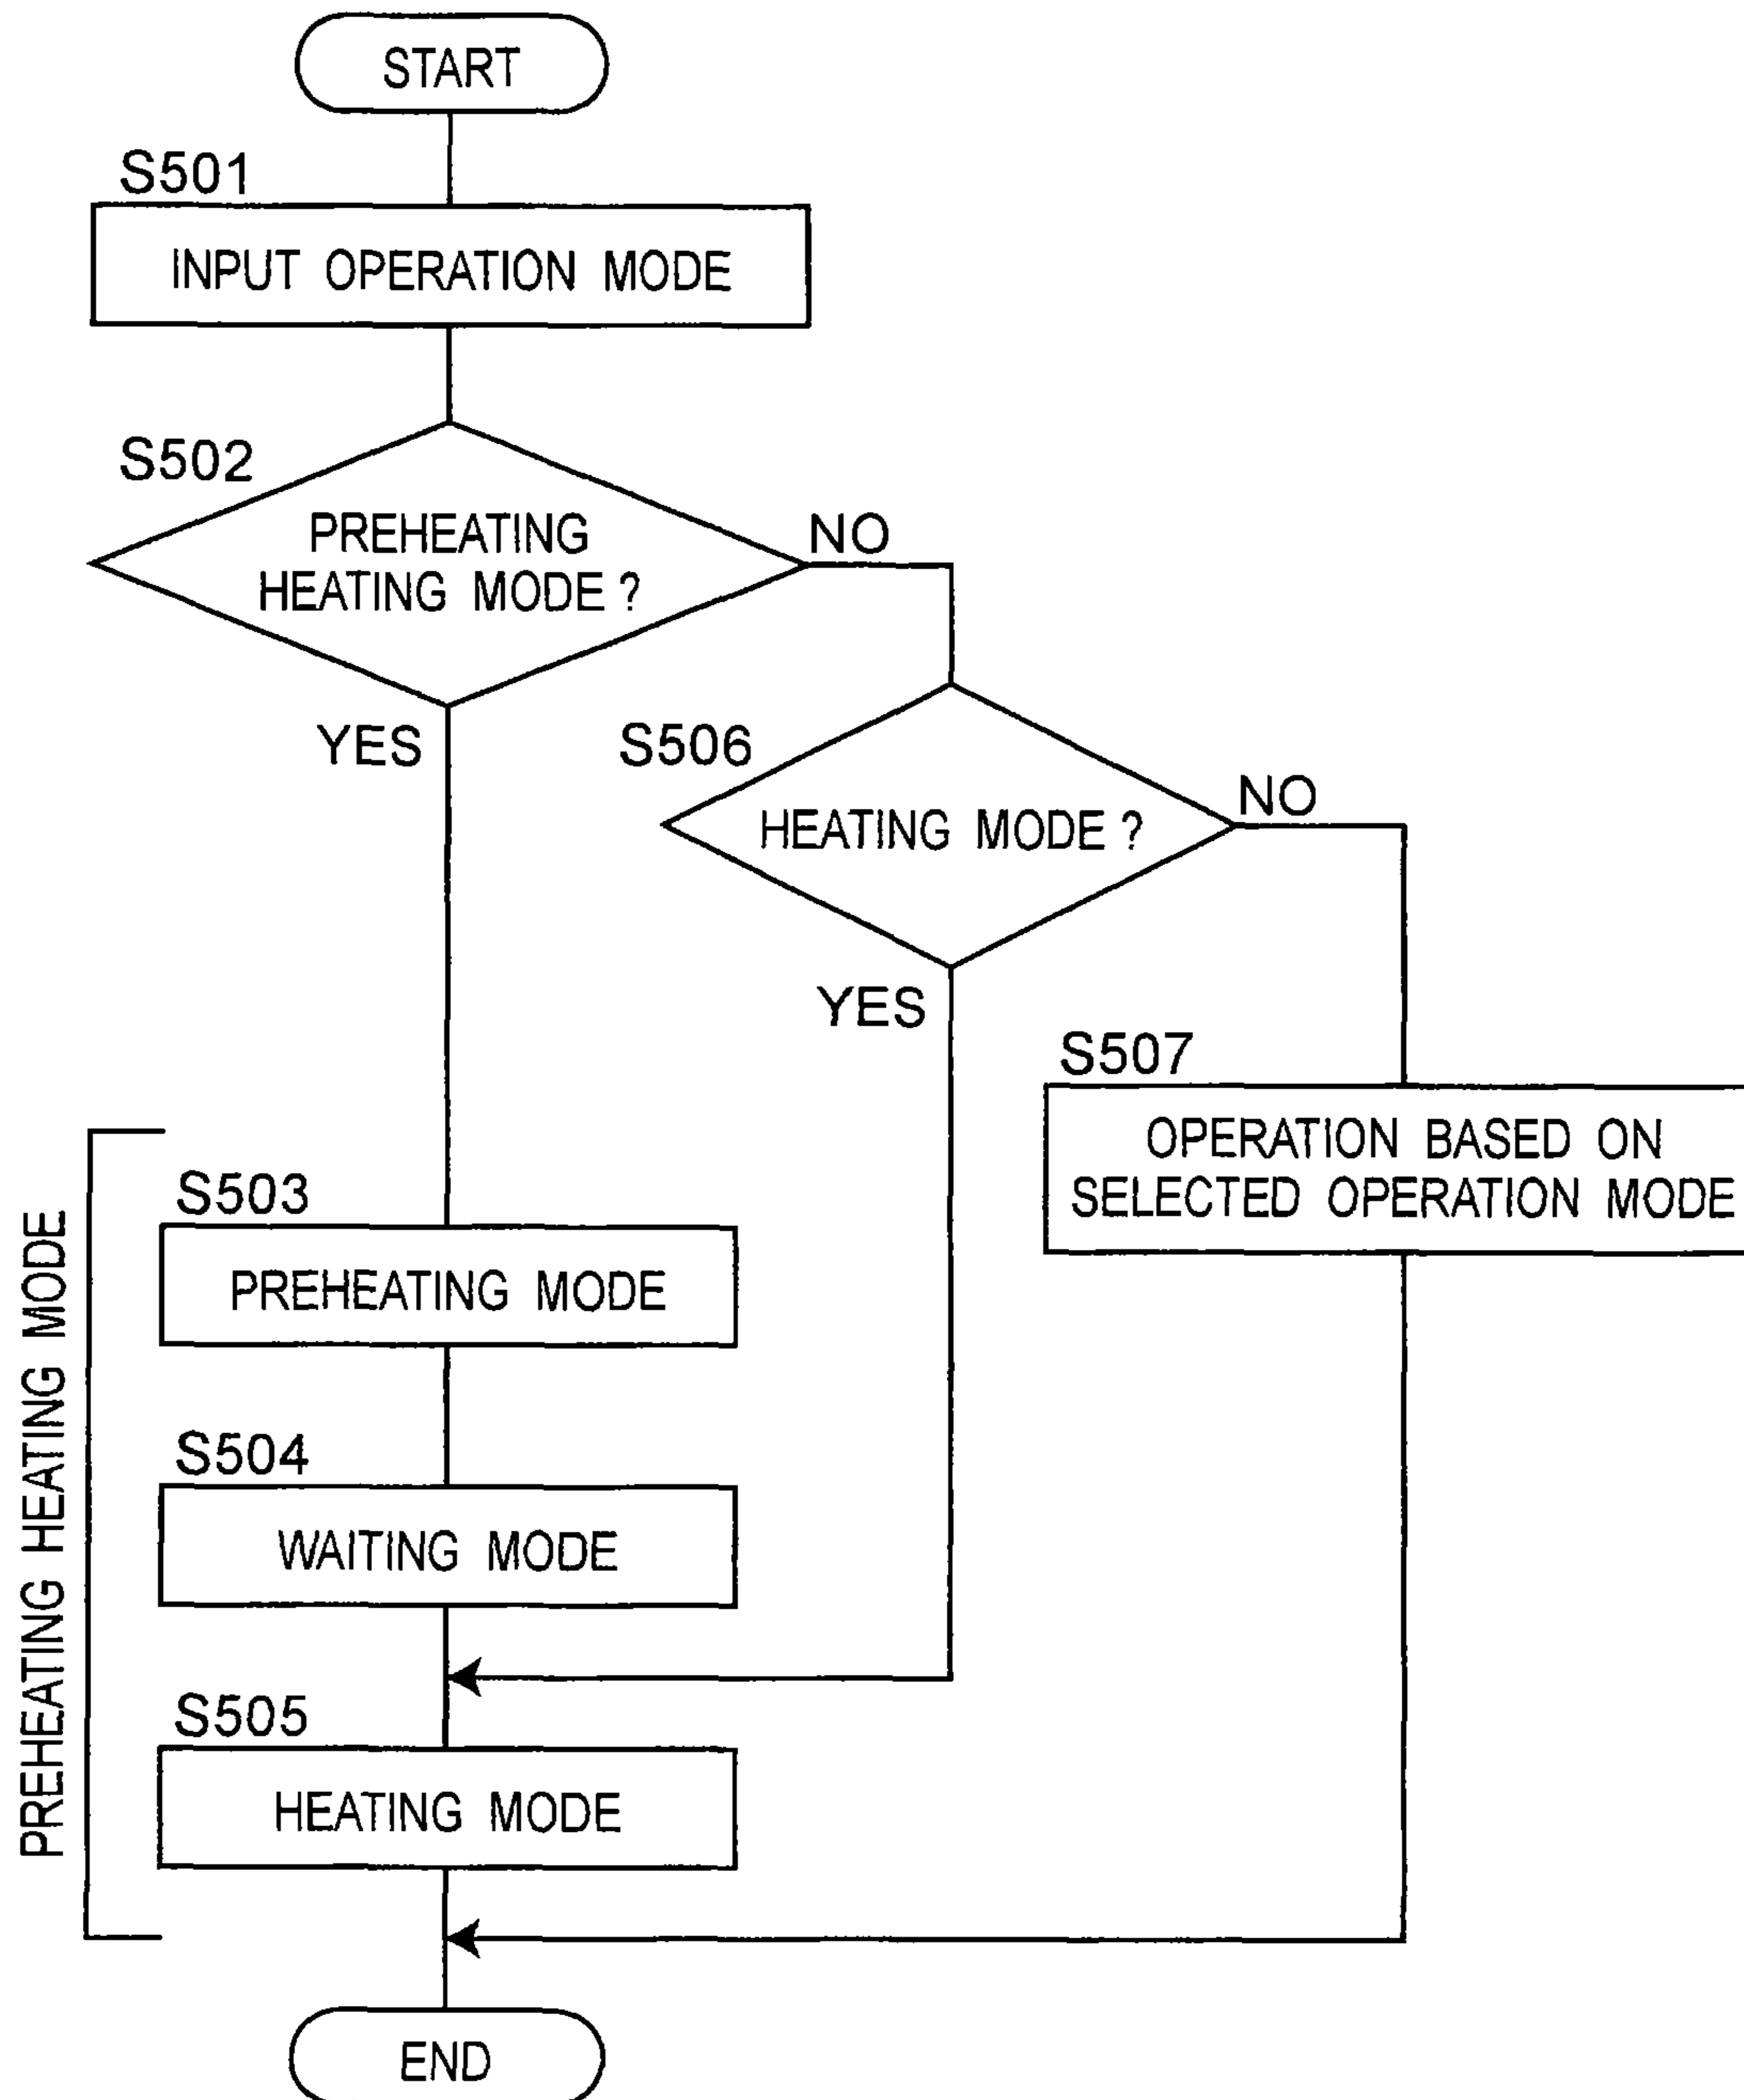 START
S501
INPUT OPERATION MODE
S502
PREHEATING
HEATING MODE ?
NO
YES
S506
HEATING MODE ?
NO
YES
S507
OPERATION BASED ON
SELECTED OPERATION MODE
PREHEATING HEATING MODE
S503
PREHEATING MODE
S504
WAITING MODE
S505
HEATING MODE
END